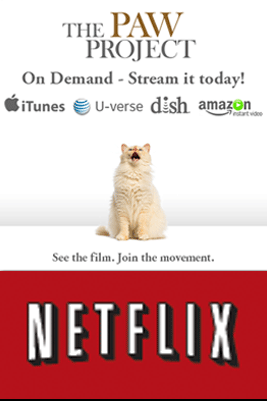 THE PAW
PROJECT
On Demand - Stream it today!
iTunes at&t U-verse dish amazon
instant video
See the film. Join the movement.
NETFLIX